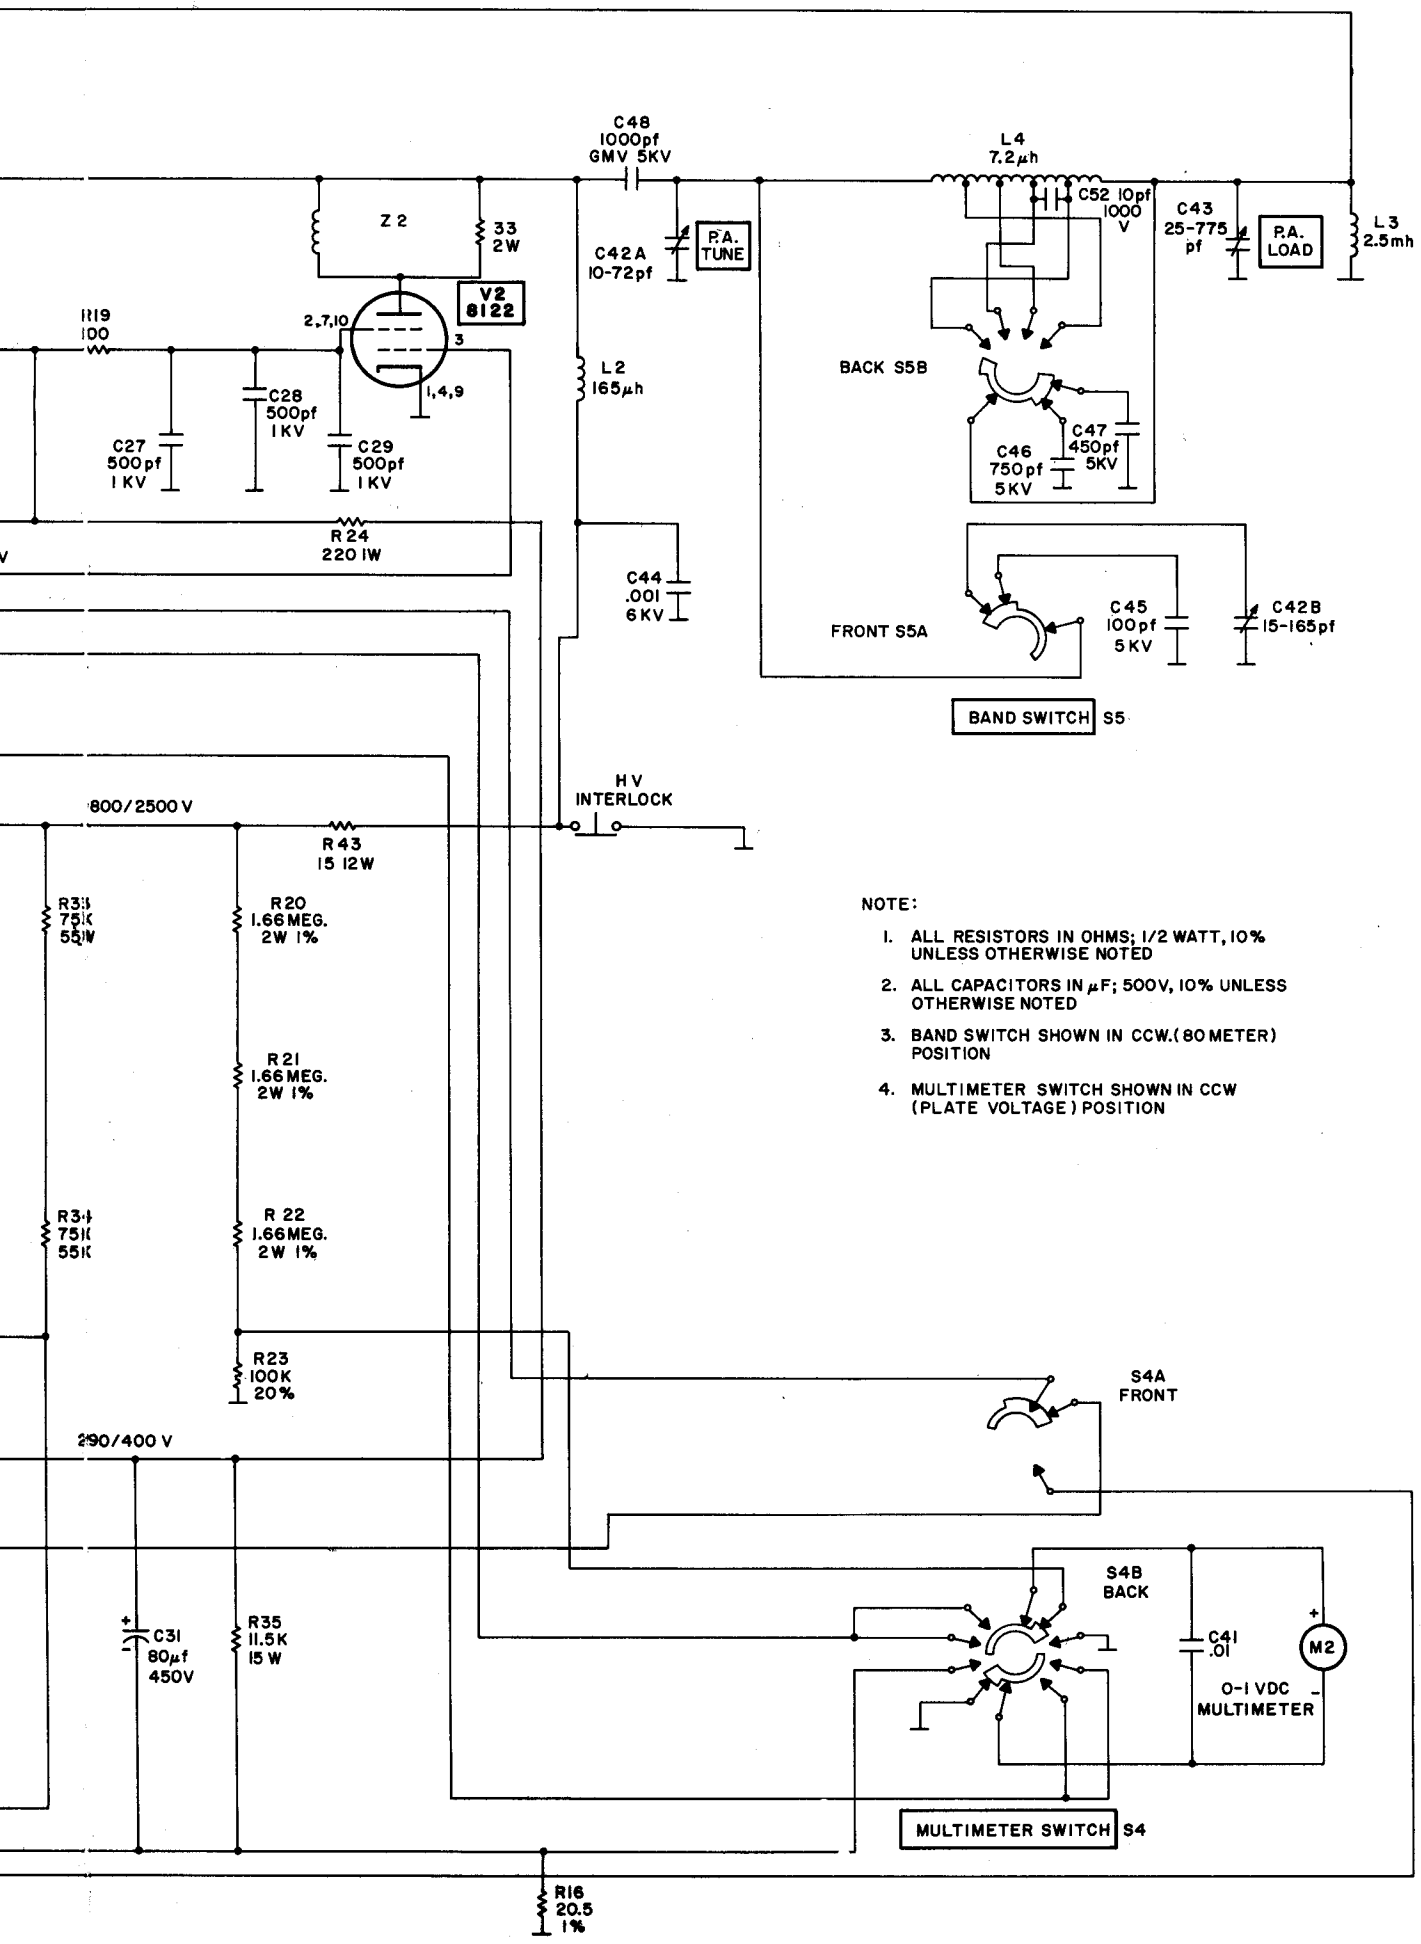 C48
1000pf
GMV 5KV
L4
7.2µh
Z 2
33
2W
C42A
10-72pf
P.A.
TUNE
C52 10pf
1000
V
C43
25-775
pf
P.A.
LOAD
L3
2.5mh
V2
8122
2,7,10
3
1,4,9
R19
100
C28
500pf
1KV
C27
500pf
1KV
C29
500pf
1KV
L2
165µh
BACK S5B
C47
450pf
5KV
C46
750pf
5KV
R24
220 1W
V
C44
.001
6KV
FRONT S5A
C45
100pf
5KV
C42B
15-165pf
BAND SWITCH S5
HV
INTERLOCK
800/2500 V
R43
15 12W
75K
55W
R20
1.66MEG.
2W 1%
NOTE:
1. ALL RESISTORS IN OHMS; 1/2 WATT, 10%
UNLESS OTHERWISE NOTED
2. ALL CAPACITORS IN µF; 500V, 10% UNLESS
OTHERWISE NOTED
3. BAND SWITCH SHOWN IN CCW.(80 METER)
POSITION
4. MULTIMETER SWITCH SHOWN IN CCW
(PLATE VOLTAGE) POSITION
R21
1.66MEG.
2W 1%
R34
R22
1.66MEG.
2W 1%
R23
100K
20%
S4A
FRONT
290/400 V
S4B
BACK
+
C31
-
80µf
450V
R35
11.5K
15W
C41
.01
+
M2
-
0-1 VDC
MULTIMETER
MULTIMETER SWITCH S4
R16
20.5
1%